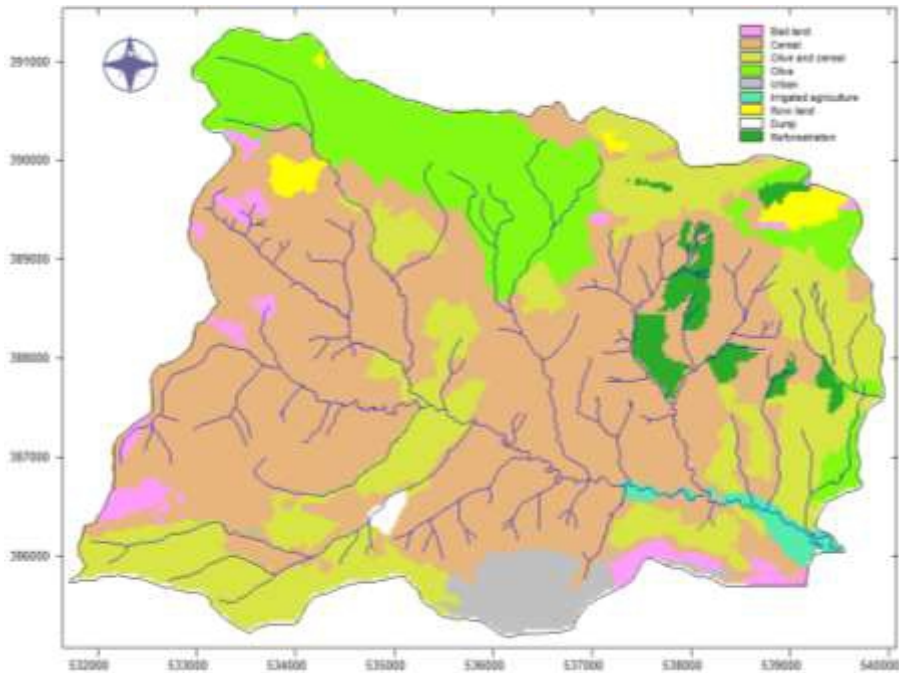 Bad land
Cereal
Olive and cereal
Olive
Urban
Irrigated agriculture
land
Dump
Reforestation
391000
390000
389000
388000
387000
386000
532000 533000 534000 535000 536000 537000 538000 539000 540000